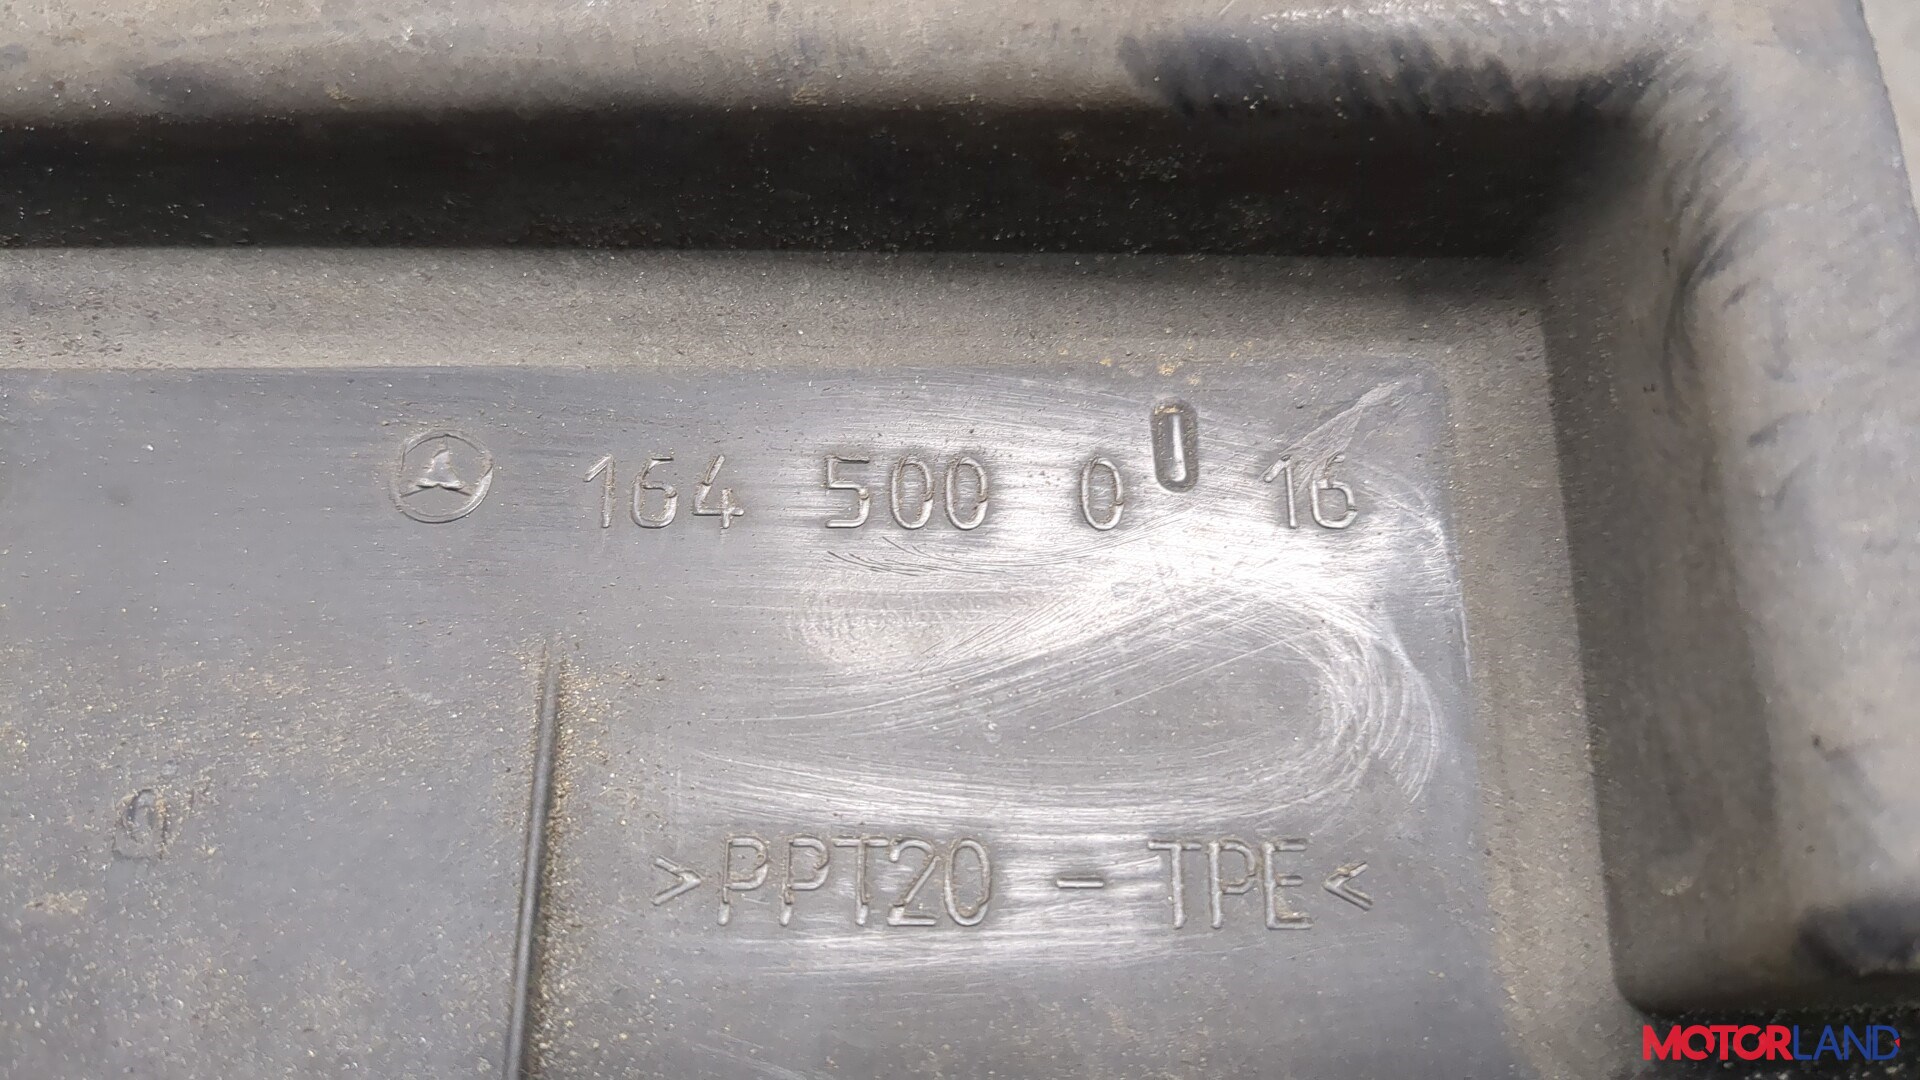 164 500 0 16
>PPT20 - TPE<
MOTORLAND